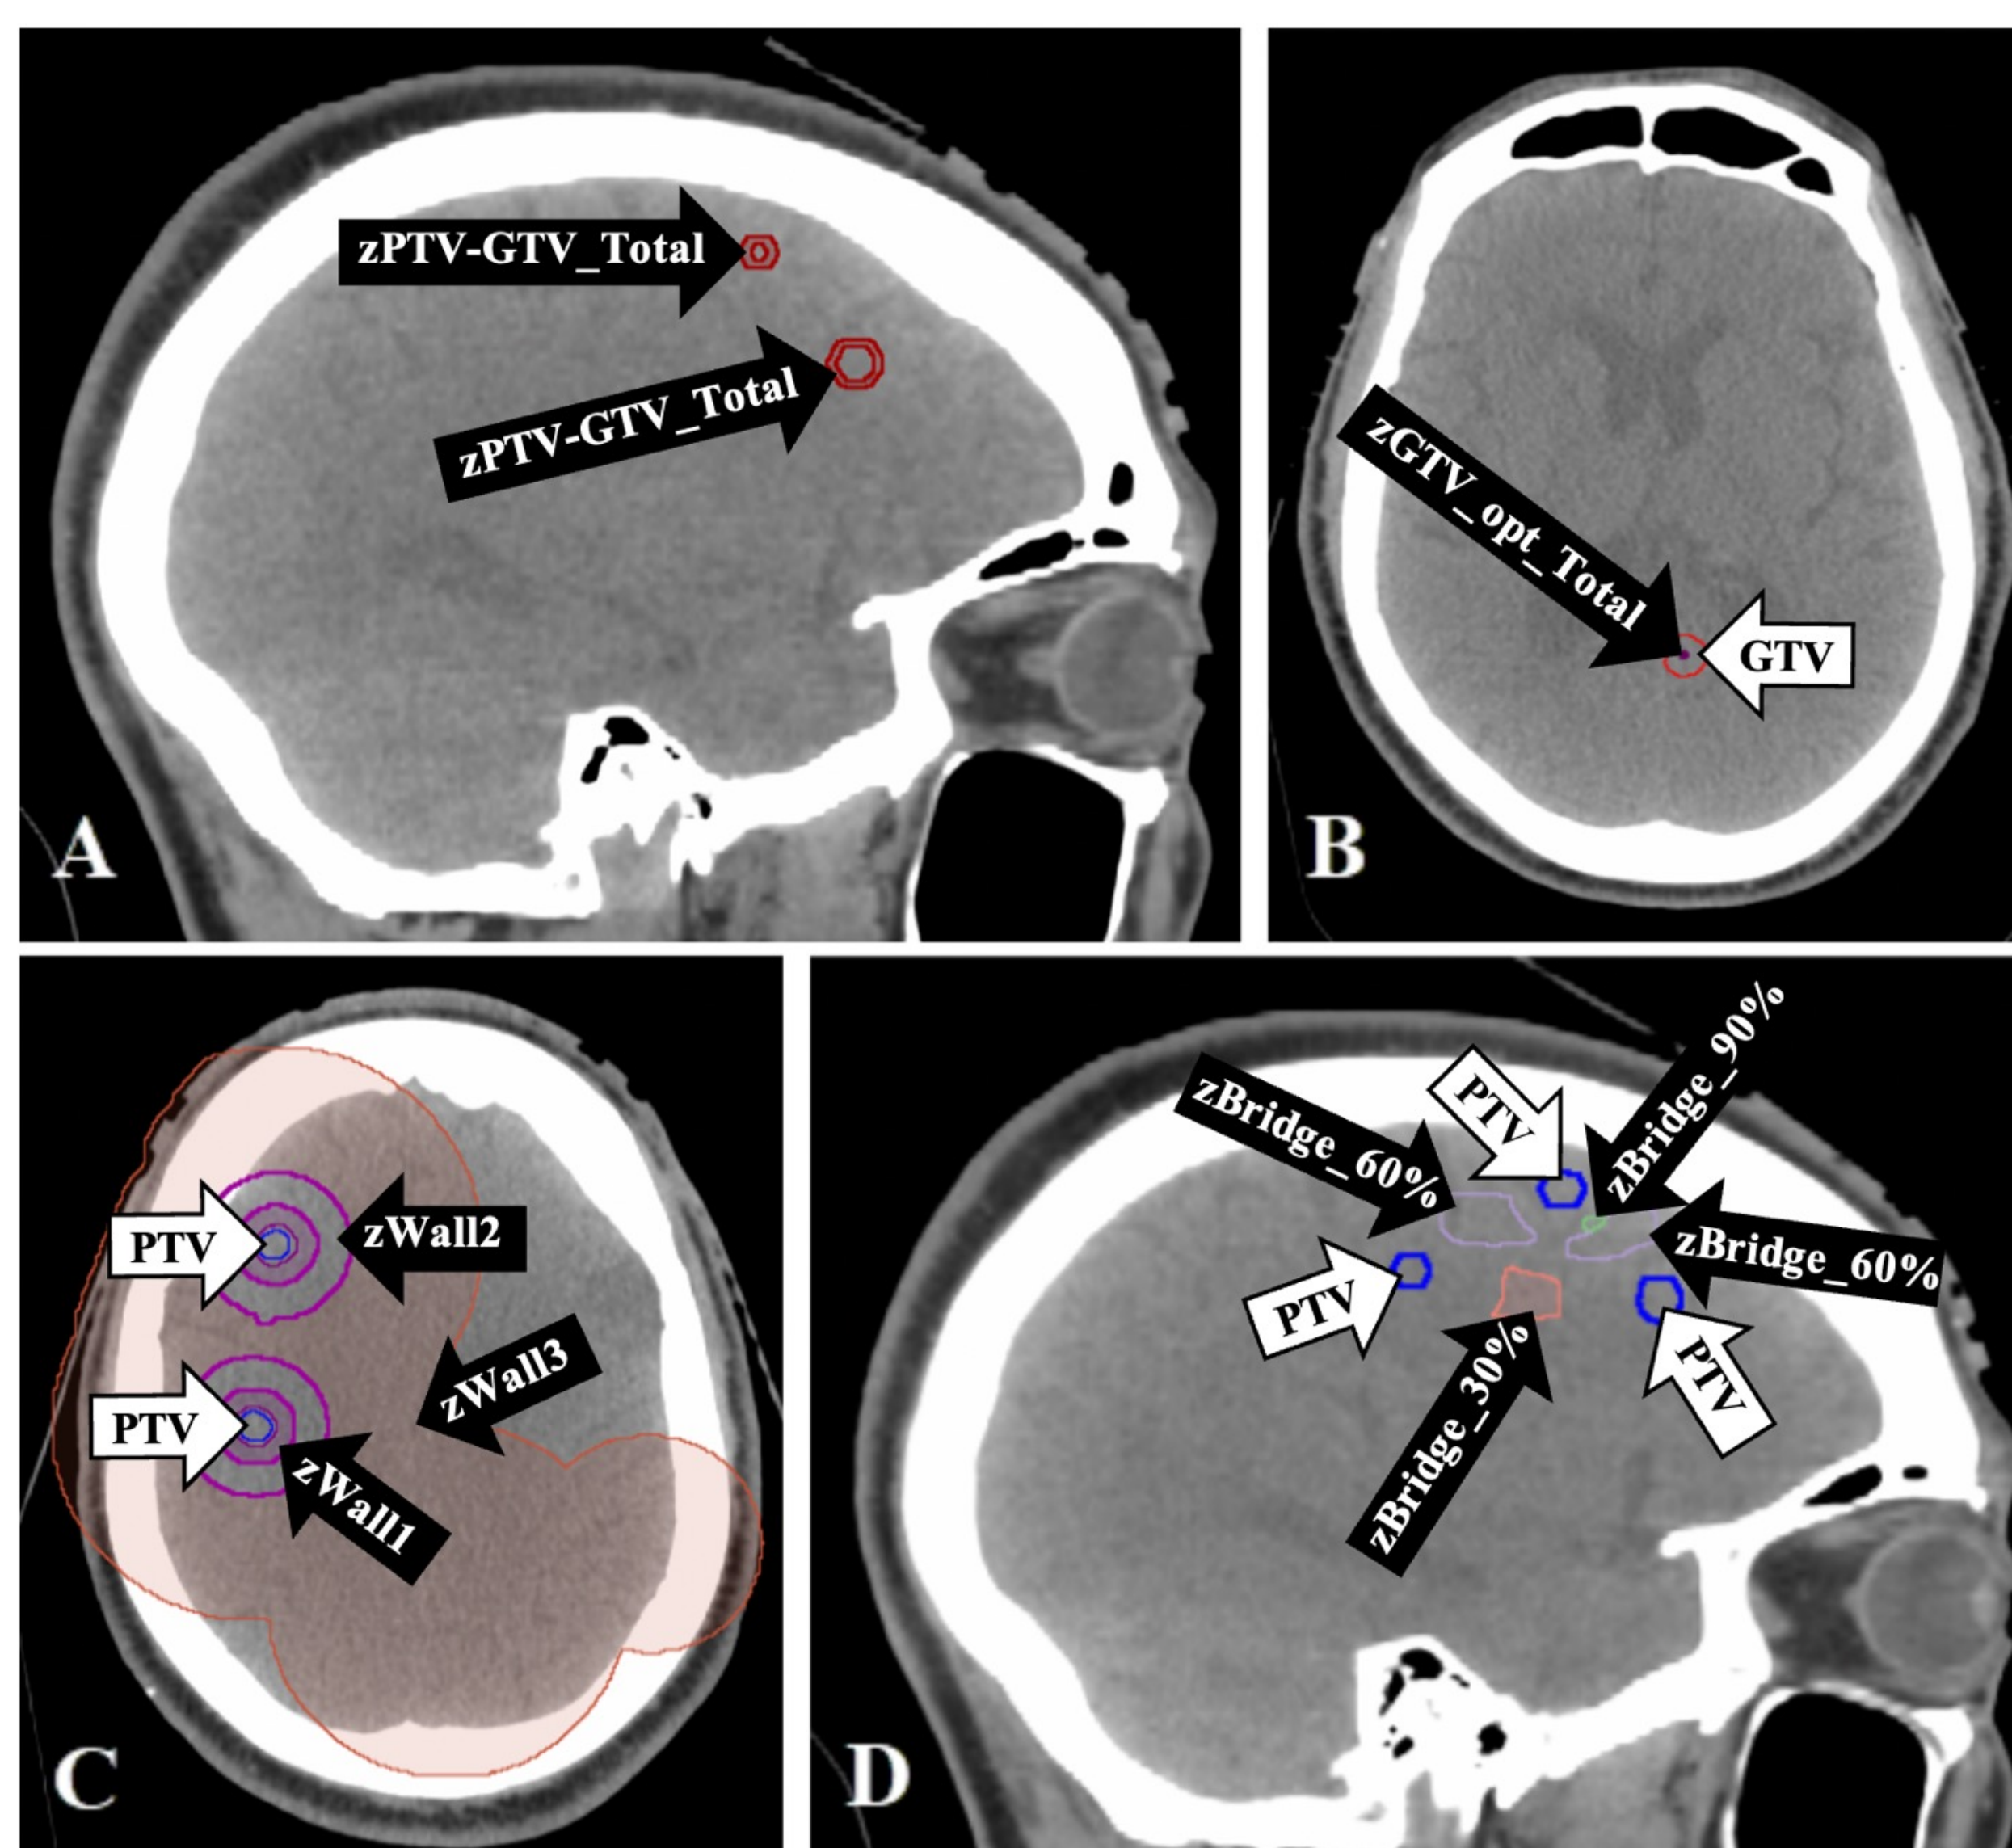 zPTV-GTV_Total
zPTV-GTV_Total
A
zGTV_opt_Total
GTV
B
PTV
zWall2
zWall3
PTV
zWall1
C
zBridge_90%
PTV
zBridge_60%
zBridge_60%
PTV
PTV
zBridge_30%
D